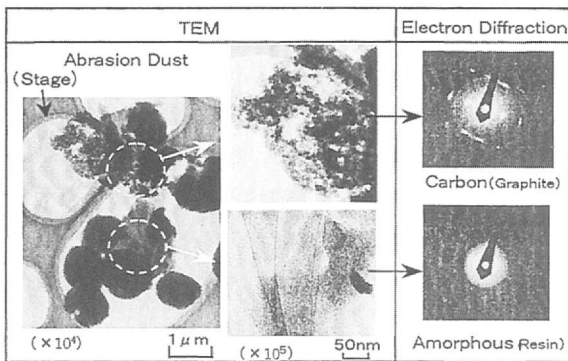 TEM
Electron Diffraction
Abrasion Dust
(Stage)
Carbon(Graphite)
Amorphous(Resin)
(×10⁴)
1μm
(×10⁵)
50nm